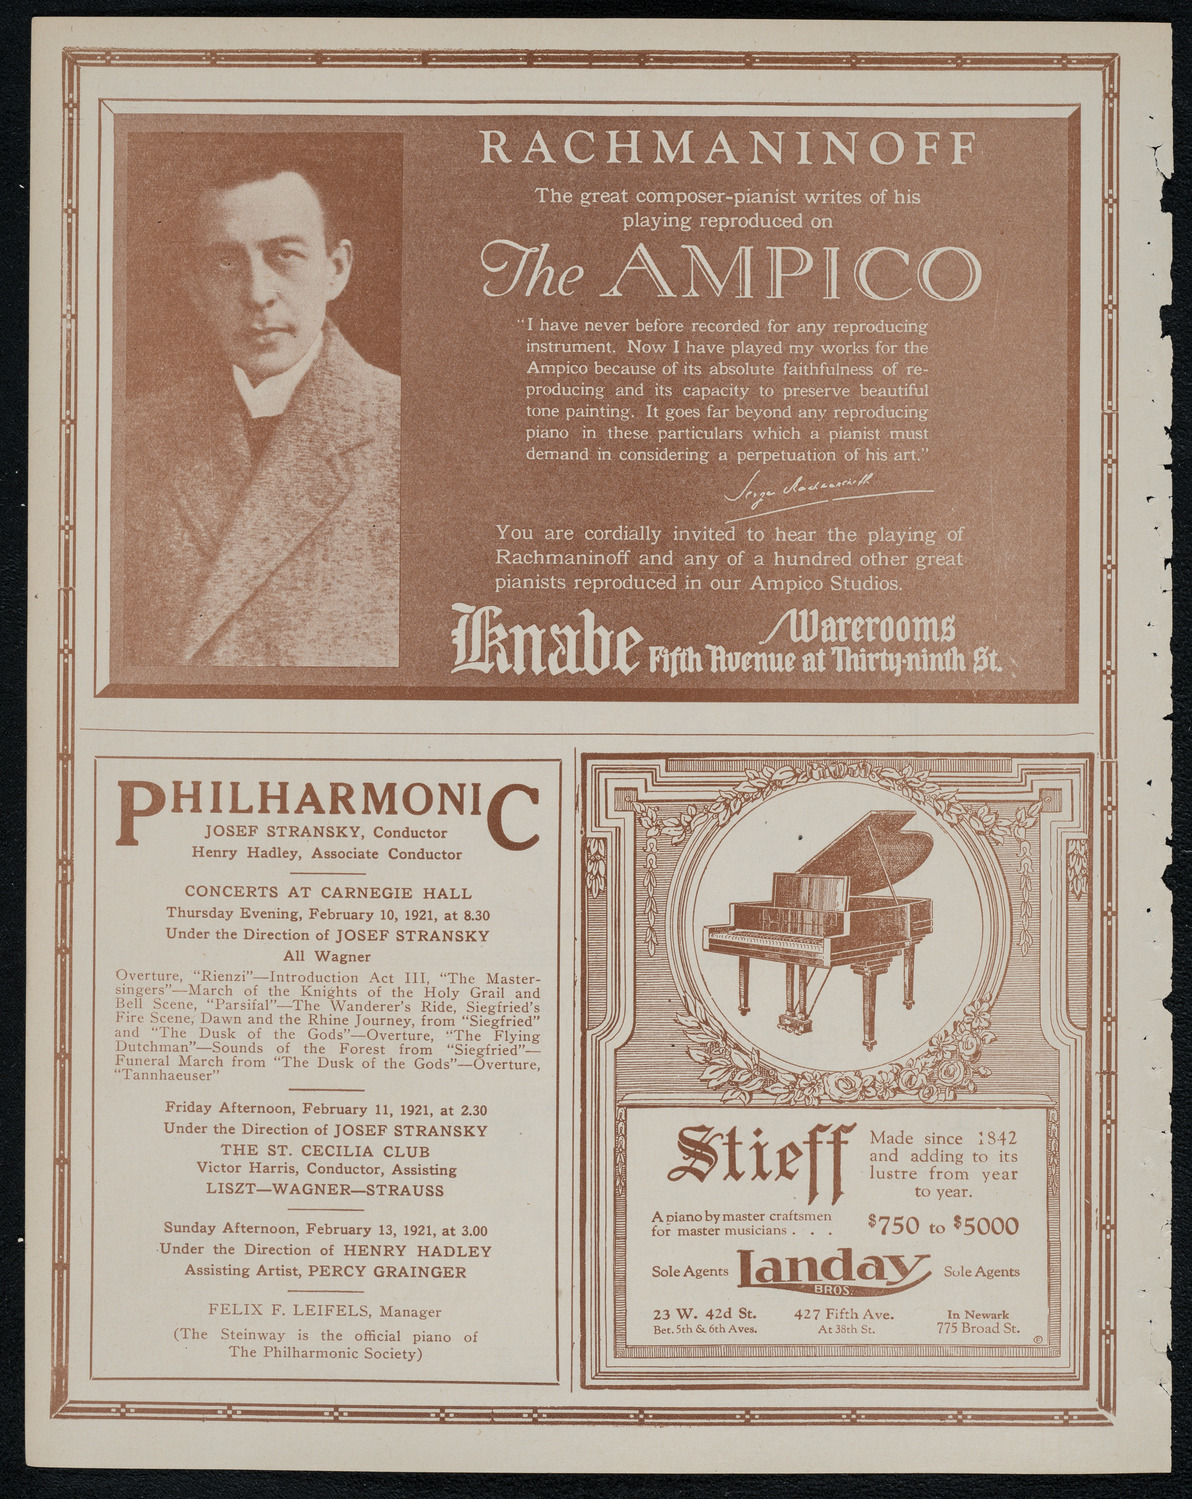 RACHMANINOFF
The great composer-pianist writes of his
playing reproduced on
The AMPICO
"I have never before recorded for any reproducing
instrument. Now I have played my works for the
Ampico because of its absolute faithfulness of re-
producing and its capacity to preserve beautiful
tone painting. It goes far beyond any reproducing
piano in these particulars which a pianist must
demand in considering a perpetuation of his art."
Serge Rachmaninoff
You are cordially invited to hear the playing of
Rachmaninoff and any of a hundred other great
pianists reproduced in our Ampico Studios.
Knabe Warerooms
Fifth Avenue at Thirty-ninth St.
PHILHARMONIC
JOSEF STRANSKY, Conductor
Henry Hadley, Associate Conductor
CONCERTS AT CARNEGIE HALL
Thursday Evening, February 10, 1921, at 8.30
Under the Direction of JOSEF STRANSKY
All Wagner
Overture, "Rienzi"—Introduction Act III, "The Master-
singers"—March of the Knights of the Holy Grail and
Bell Scene, "Parsifal"—The Wanderer's Ride, Siegfried's
Fire Scene, Dawn and the Rhine Journey, from "Siegfried"
and "The Dusk of the Gods"—Overture, "The Flying
Dutchman"—Sounds of the Forest from "Siegfried"—
Funeral March from "The Dusk of the Gods"—Overture,
"Tannhaeuser"
Friday Afternoon, February 11, 1921, at 2.30
Under the Direction of JOSEF STRANSKY
THE ST. CECILIA CLUB
Victor Harris, Conductor, Assisting
LISZT—WAGNER—STRAUSS
Sunday Afternoon, February 13, 1921, at 3.00
Under the Direction of HENRY HADLEY
Assisting Artist, PERCY GRAINGER
FELIX F. LEIFELS, Manager
(The Steinway is the official piano of
The Philharmonic Society)
Stieff
Made since 1842
and adding to its
lustre from year
to year.
A piano by master craftsmen
for master musicians . . .
$750 to $5000
Sole Agents Landay Sole Agents
BROS.
23 W. 42d St. 427 Fifth Ave. In Newark
Bet. 5th & 6th Aves. At 38th St. 775 Broad St.